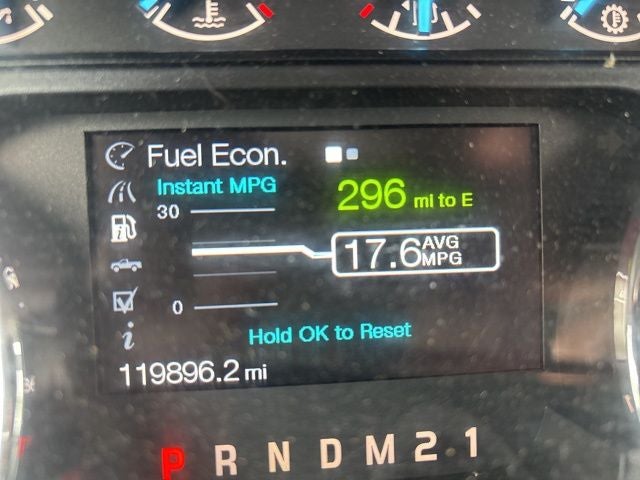 Fuel Econ.
Instant MPG
296 mi to E
30
17.6 AVG MPG
0
Hold OK to Reset
i
119896.2 mi
P R N D M 2 1